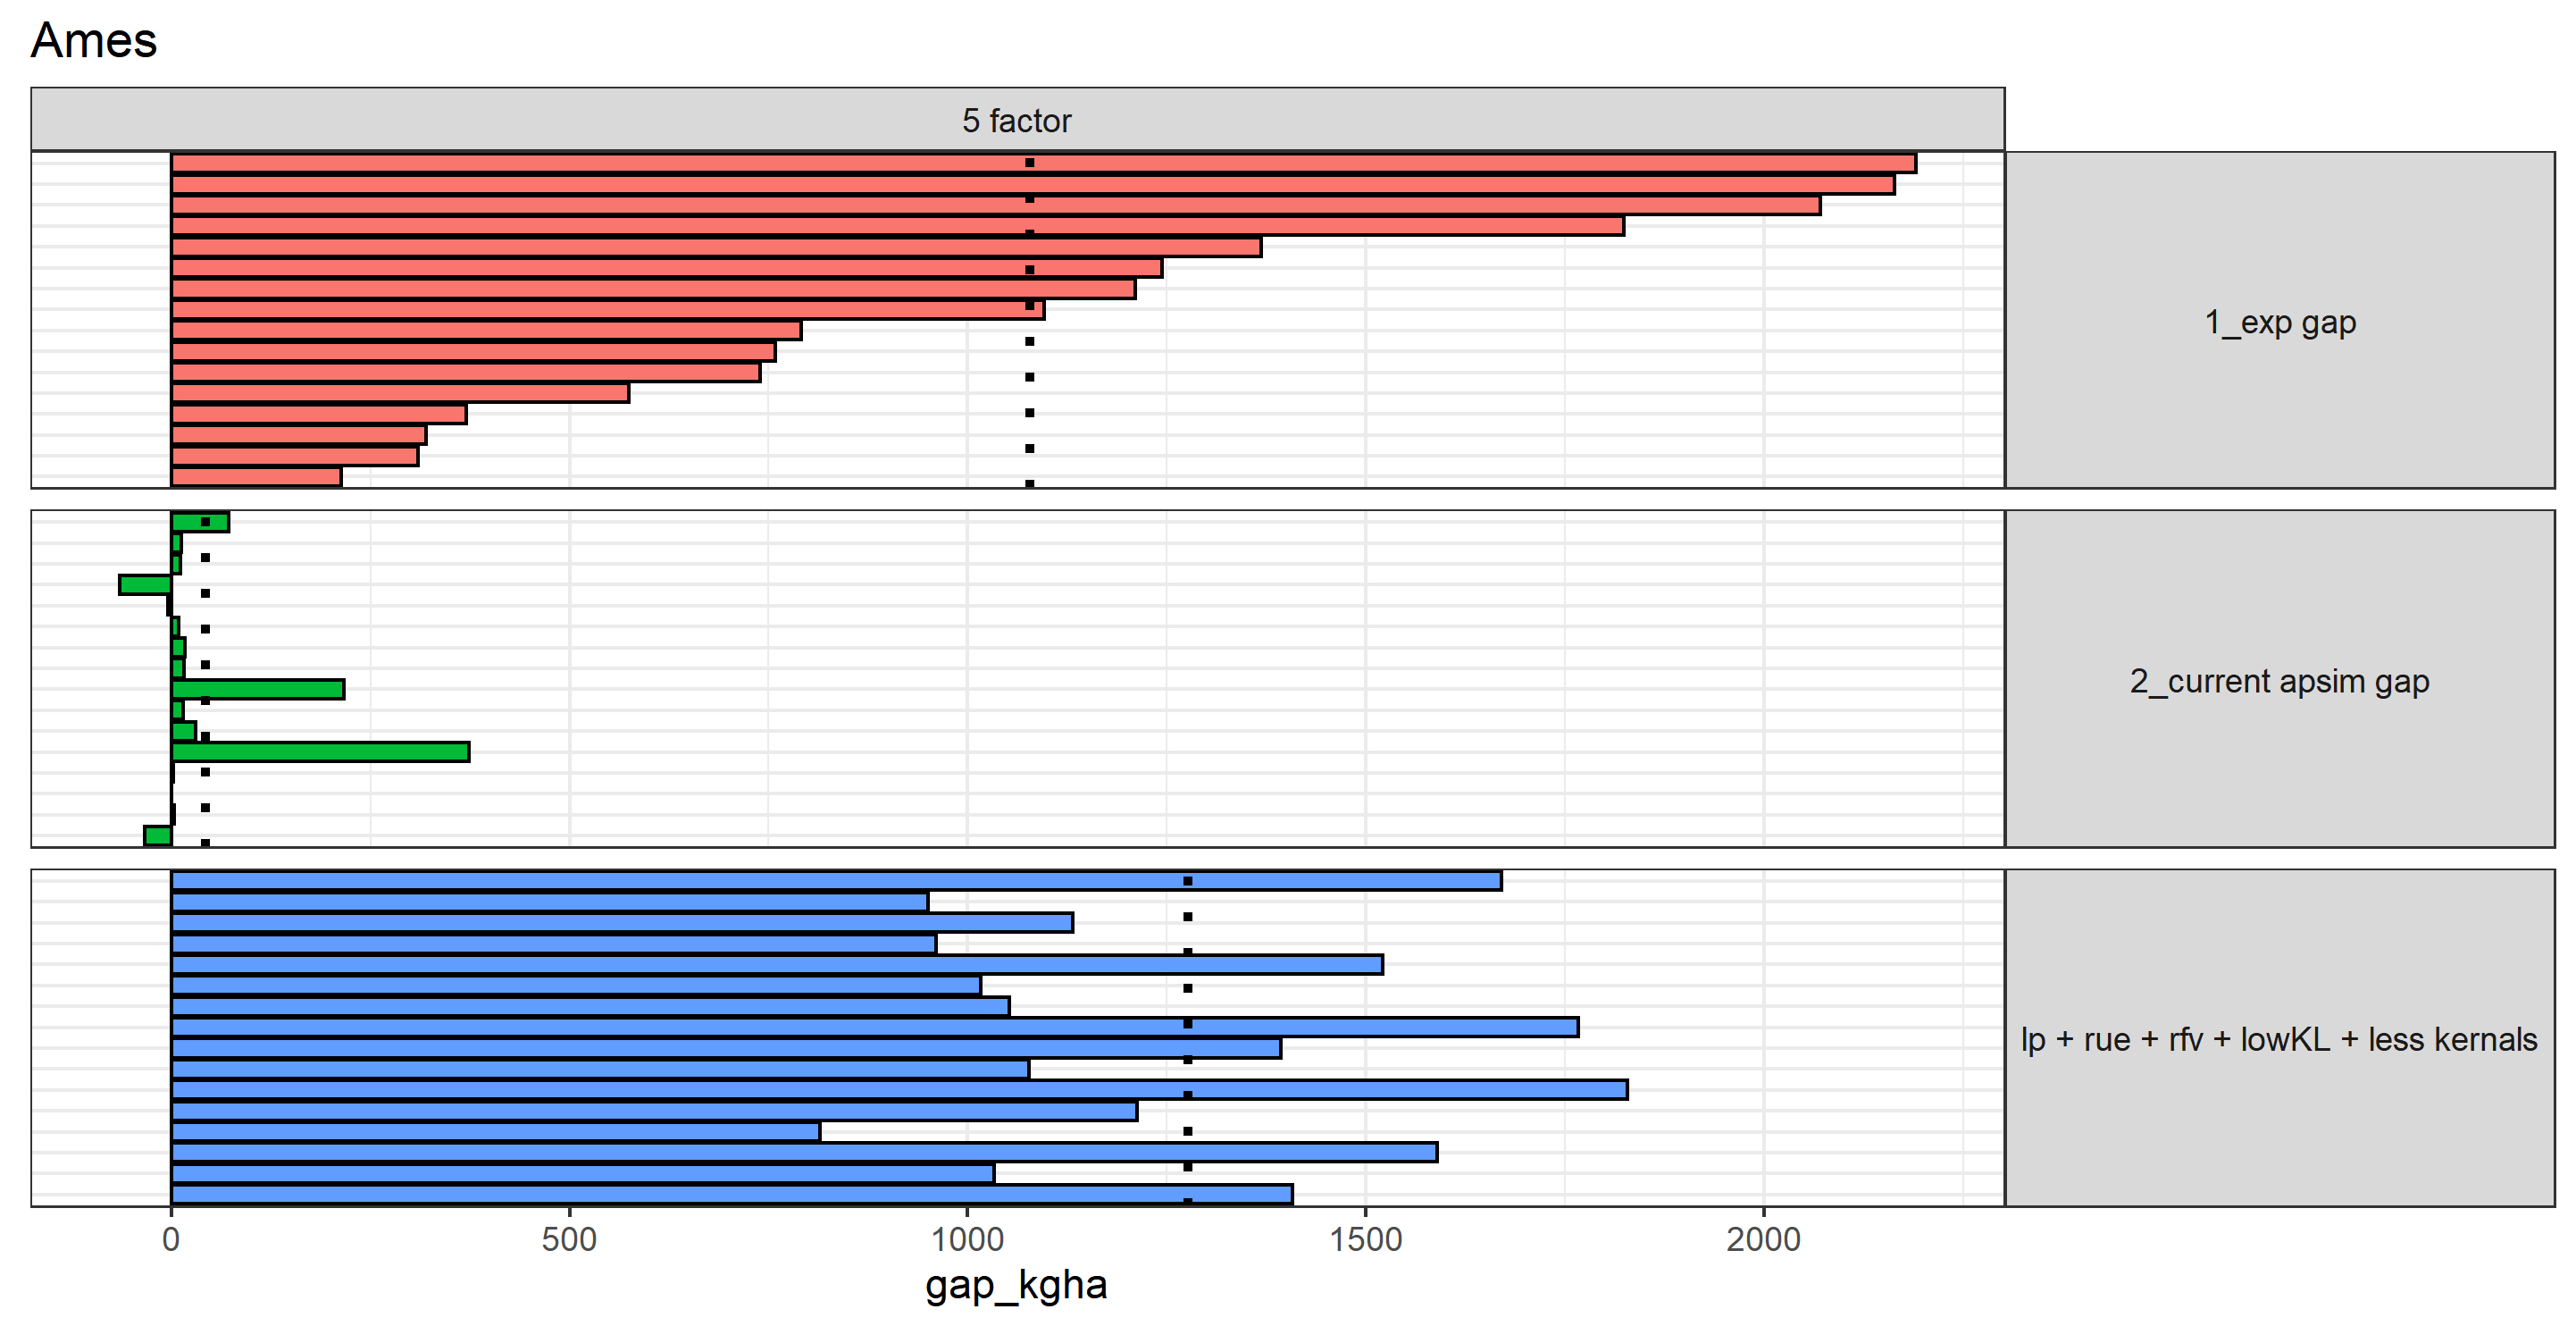 Ames
5 factor
1_exp gap
2_current apsim gap
lp + rue + rfv + lowKL + less kernals
0 500 1000 1500 2000
gap_kgha